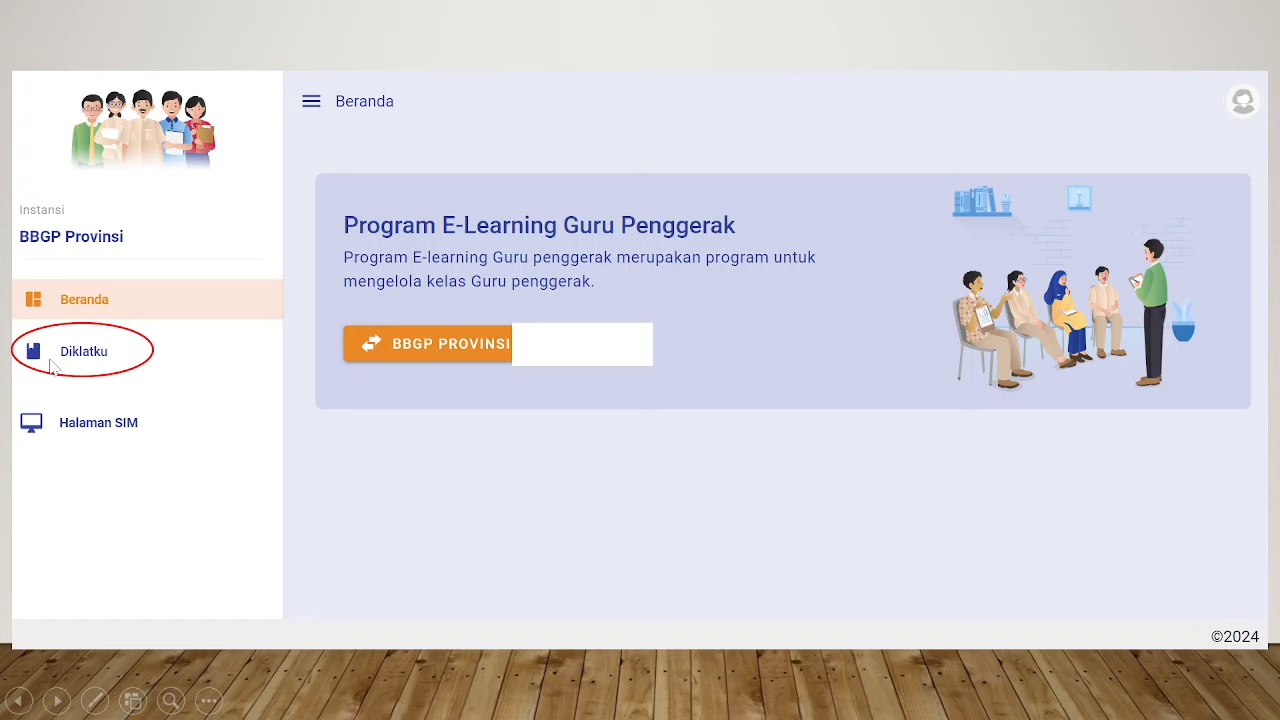 Beranda
Instansi
BBGP Provinsi
Beranda
Diklatku
Halaman SIM
Program E-Learning Guru Penggerak
Program E-learning Guru penggerak merupakan program untuk
mengelola kelas Guru penggerak.
BBGP PROVINSI
©2024